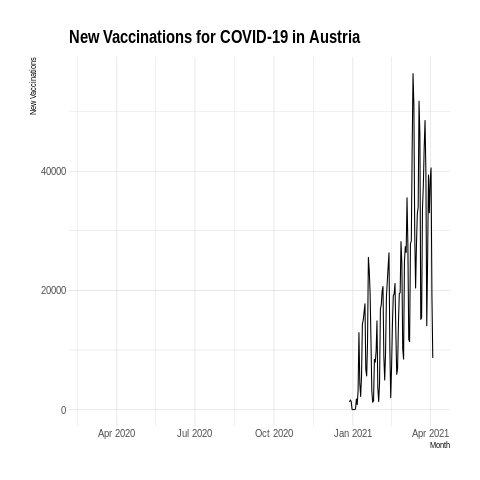 New Vaccinations for COVID-19 in Austria
New Vaccinations
40000
20000
0
Apr 2020 Jul 2020 Oct 2020 Jan 2021 Apr 2021
Month